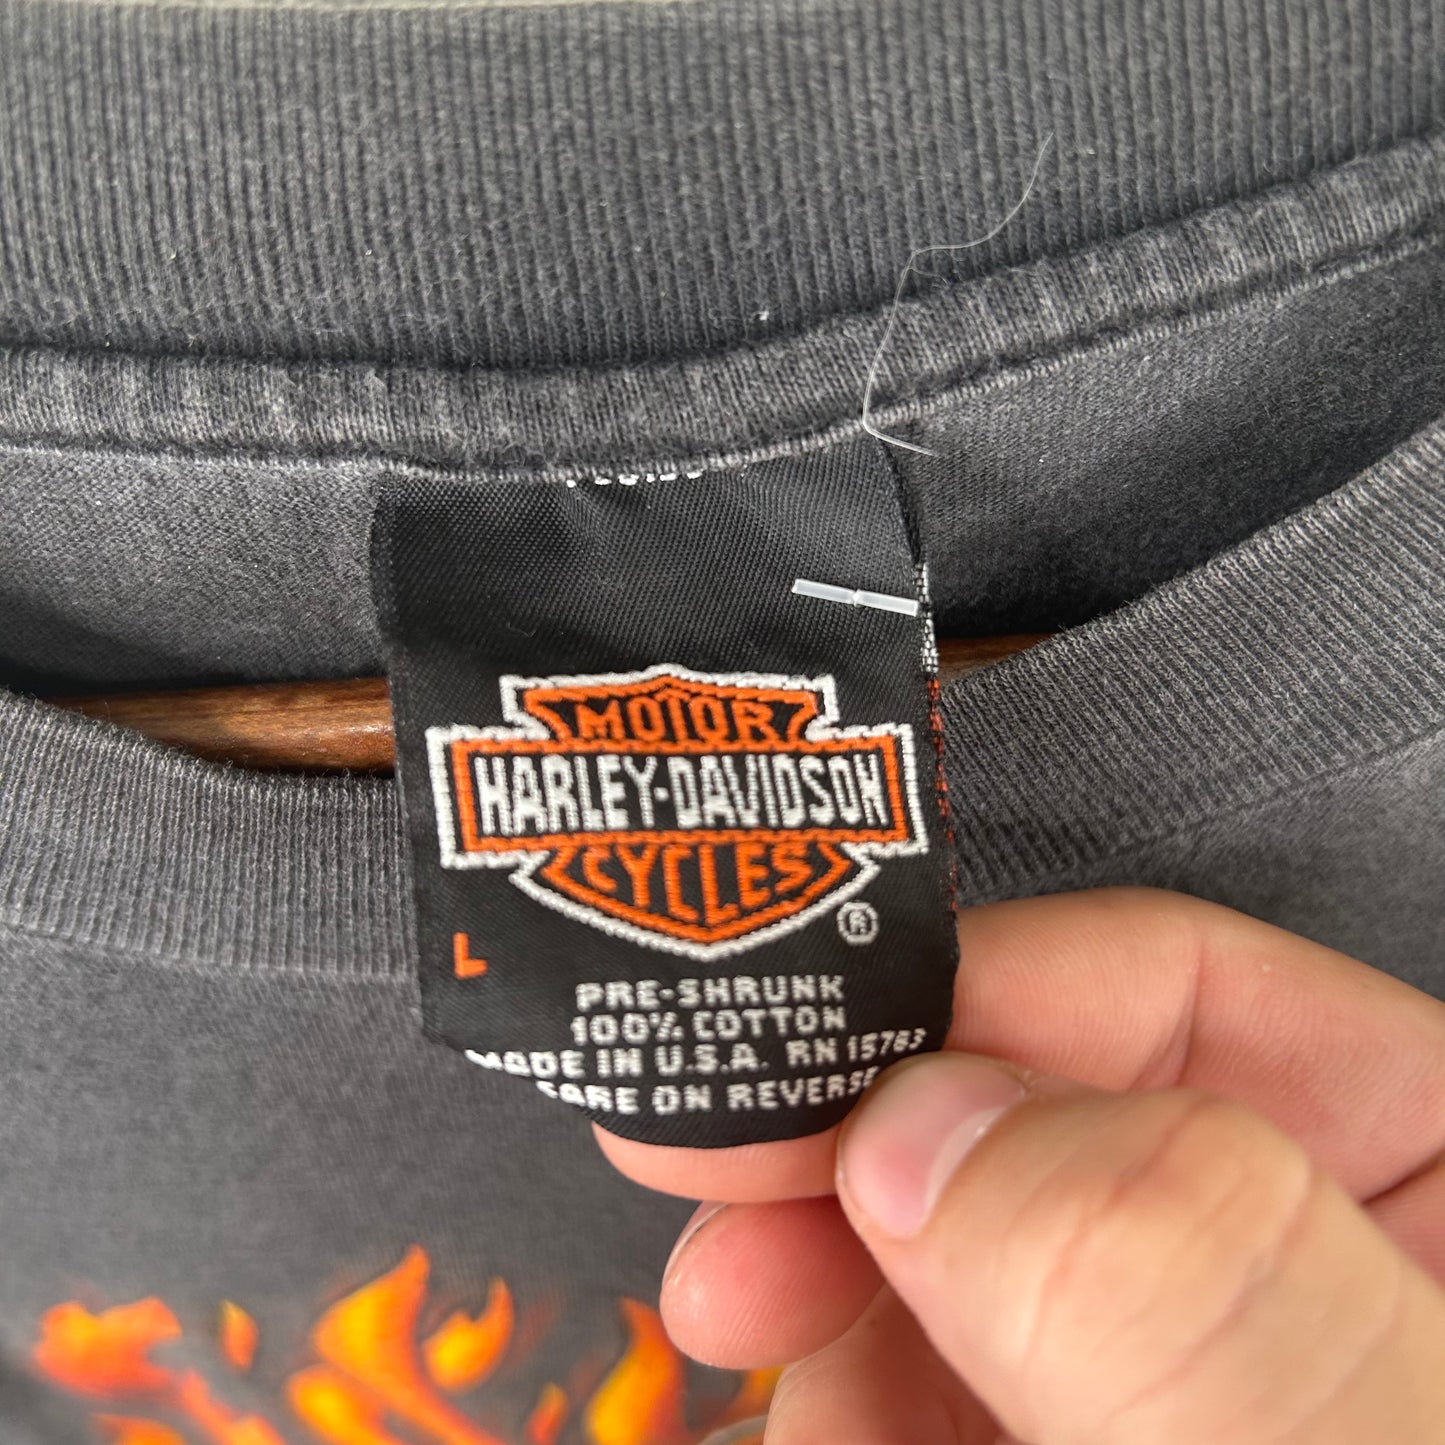 MOTOR
HARLEY-DAVIDSON
CYCLES
®
L
PRE-SHRUNK
100% COTTON
MADE IN U.S.A. RN 15763
CARE ON REVERSE